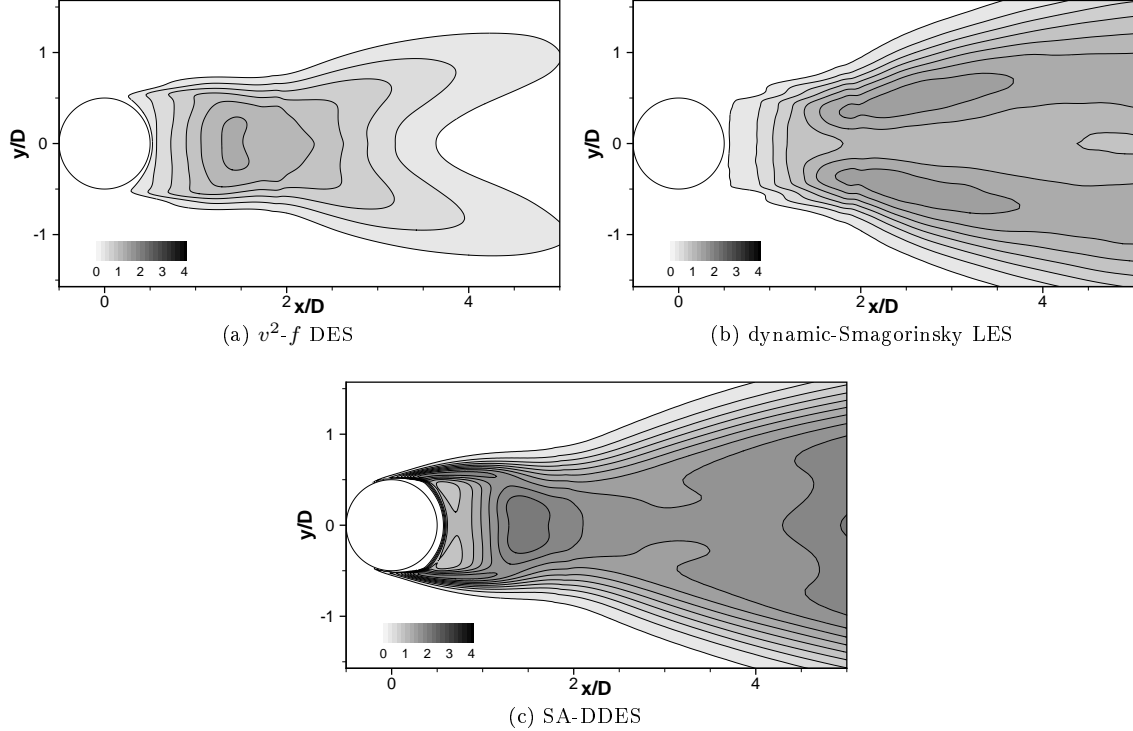 y/D
1
0
-1
0 1 2 3 4
0 2 x/D 4
(a) v²-f DES
y/D
1
0
-1
0 1 2 3 4
0 2 x/D 4
(b) dynamic-Smagorinsky LES
y/D
1
0
-1
0 1 2 3 4
0 2 x/D 4
(c) SA-DDES